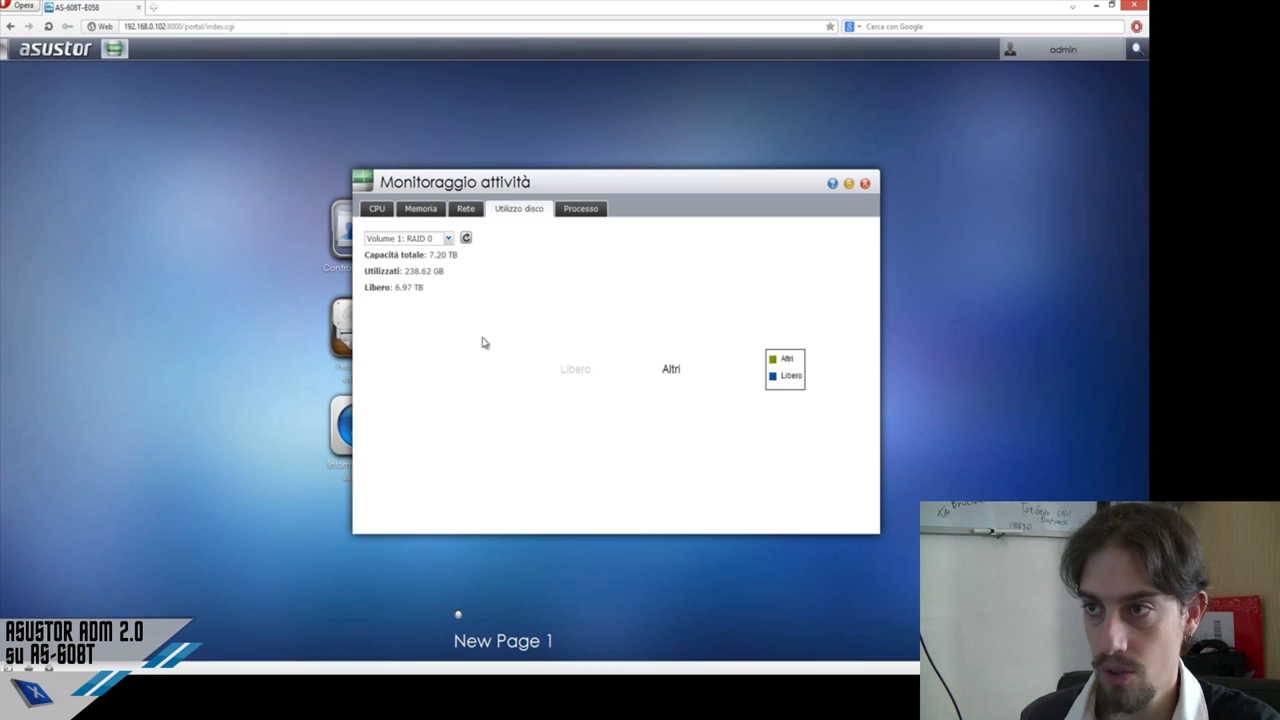 Opera
AS-608T-E058
Web
192.168.0.102:8000/portal/index.cgi
Cerca con Google
asustor
admin
Monitoraggio attività
CPU
Memoria
Rete
Utilizzo disco
Processo
Volume 1: RAID 0
Capacità totale: 7.20 TB
Utilizzati: 238.62 GB
Libero: 6.97 TB
Libero
Altri
Altri
Libero
New Page 1
ASUSTOR ADM 2.0
su AS-608T